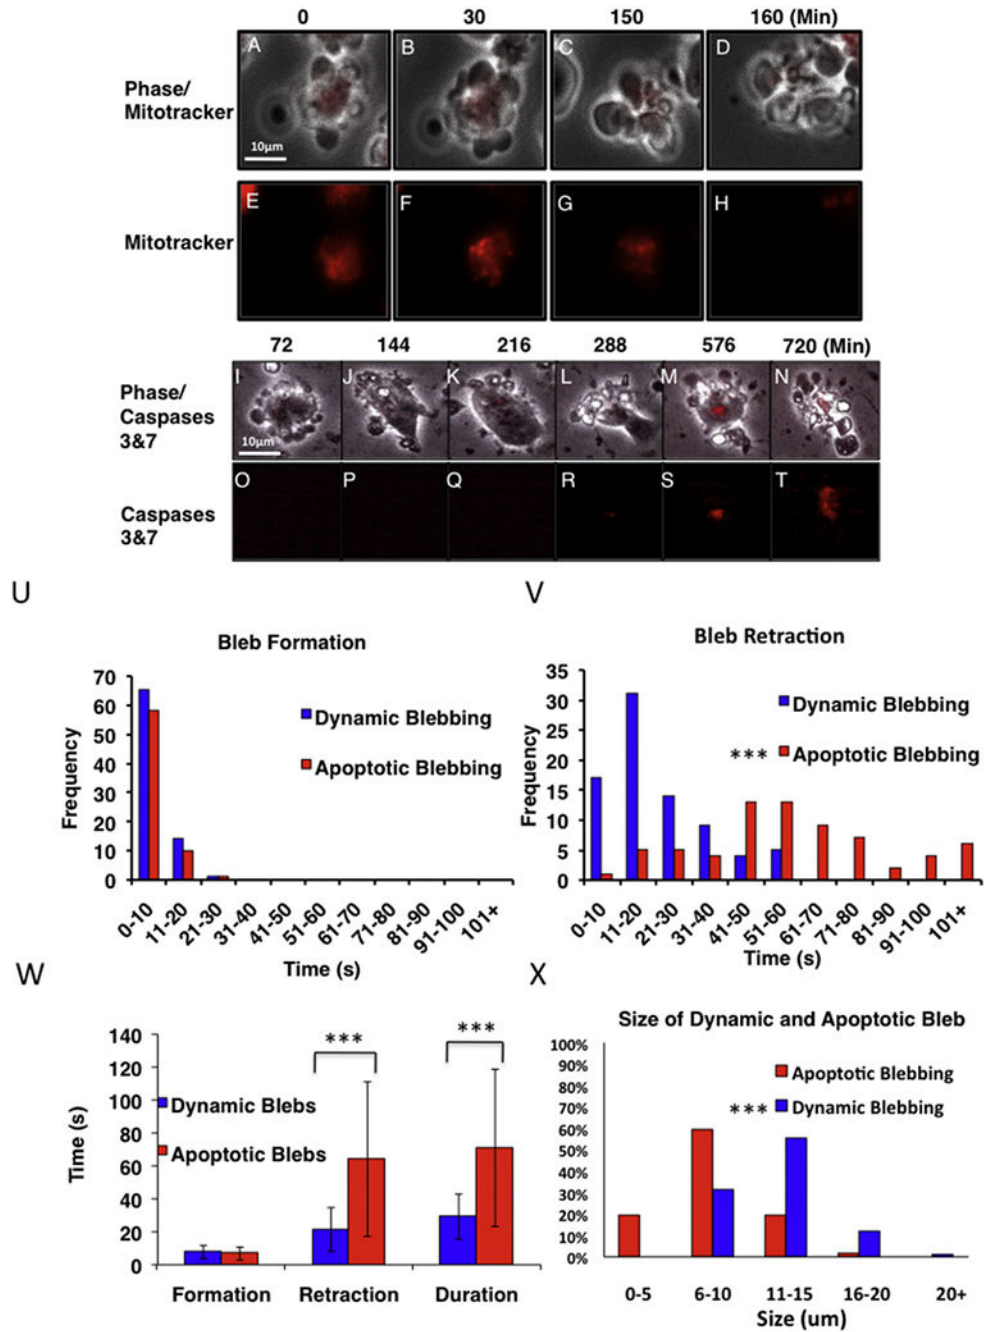 0 30 150 160 (Min)
A B C D
Phase/
Mitotracker
10μm
E F G H
Mitotracker
72 144 216 288 576 720 (Min)
I J K L M N
Phase/
Caspases
3&7
10μm
O P Q R S T
Caspases
3&7
U
Bleb Formation
70
60
50
40
30
20
10
0
Frequency
Dynamic Blebbing
Apoptotic Blebbing
0-10 11-20 21-30 31-40 41-50 51-60 61-70 71-80 81-90 91-100 101+
Time (s)
V
Bleb Retraction
35
30
25
20
15
10
5
0
Frequency
Dynamic Blebbing
*** Apoptotic Blebbing
0-10 11-20 21-30 31-40 41-50 51-60 61-70 71-80 81-90 91-100 101+
Time (s)
W
140
120
100
80
60
40
20
0
Time (s)
*** ***
Dynamic Blebs
Apoptotic Blebs
Formation Retraction Duration
X
Size of Dynamic and Apoptotic Bleb
100%
90%
80%
70%
60%
50%
40%
30%
20%
10%
0%
Apoptotic Blebbing
*** Dynamic Blebbing
0-5 6-10 11-15 16-20 20+
Size (um)